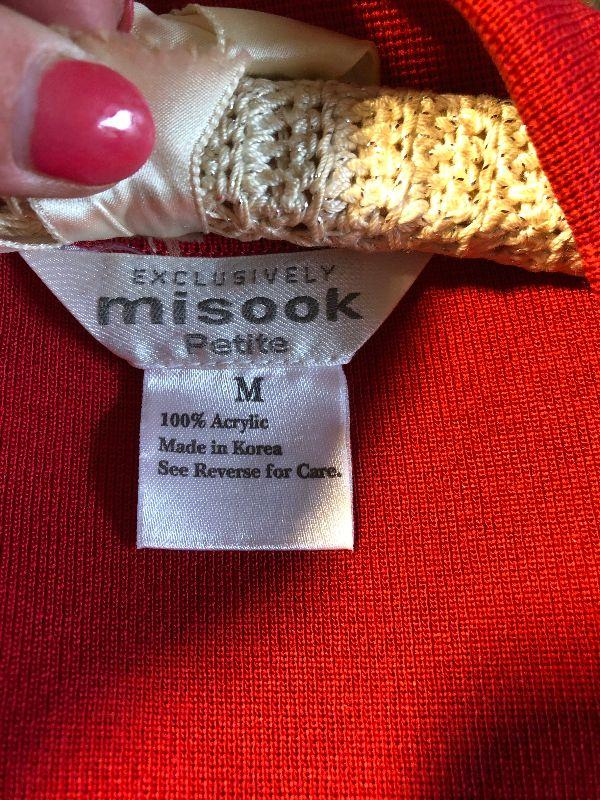 EXCLUSIVELY
misook
Petite
M
100% Acrylic
Made in Korea
See Reverse for Care.